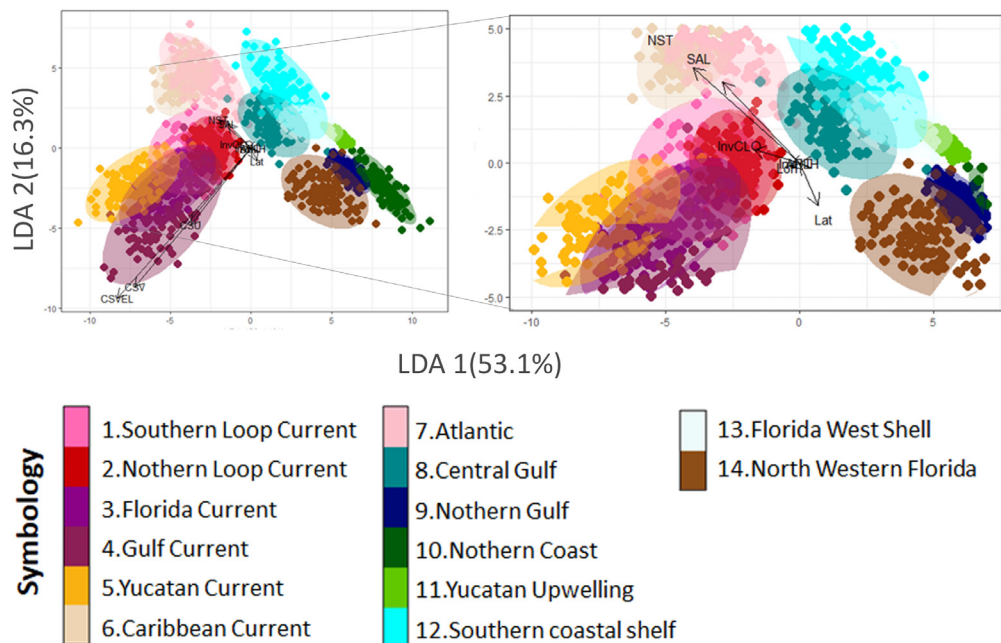 LDA 2(16.3%)
5
0
-5
-10
-10
-5
0
5
10
NST
SAL
InvCLO
Lat
CSU
CSV
CSVEL
5.0
2.5
0.0
-2.5
-5.0
-10
-5
0
5
NST
SAL
InvCLO
Lat
LDA 1(53.1%)
Symbology
1.Southern Loop Current
2.Nothern Loop Current
3.Florida Current
4.Gulf Current
5.Yucatan Current
6.Caribbean Current
7.Atlantic
8.Central Gulf
9.Nothern Gulf
10.Nothern Coast
11.Yucatan Upwelling
12.Southern coastal shelf
13.Florida West Shell
14.North Western Florida